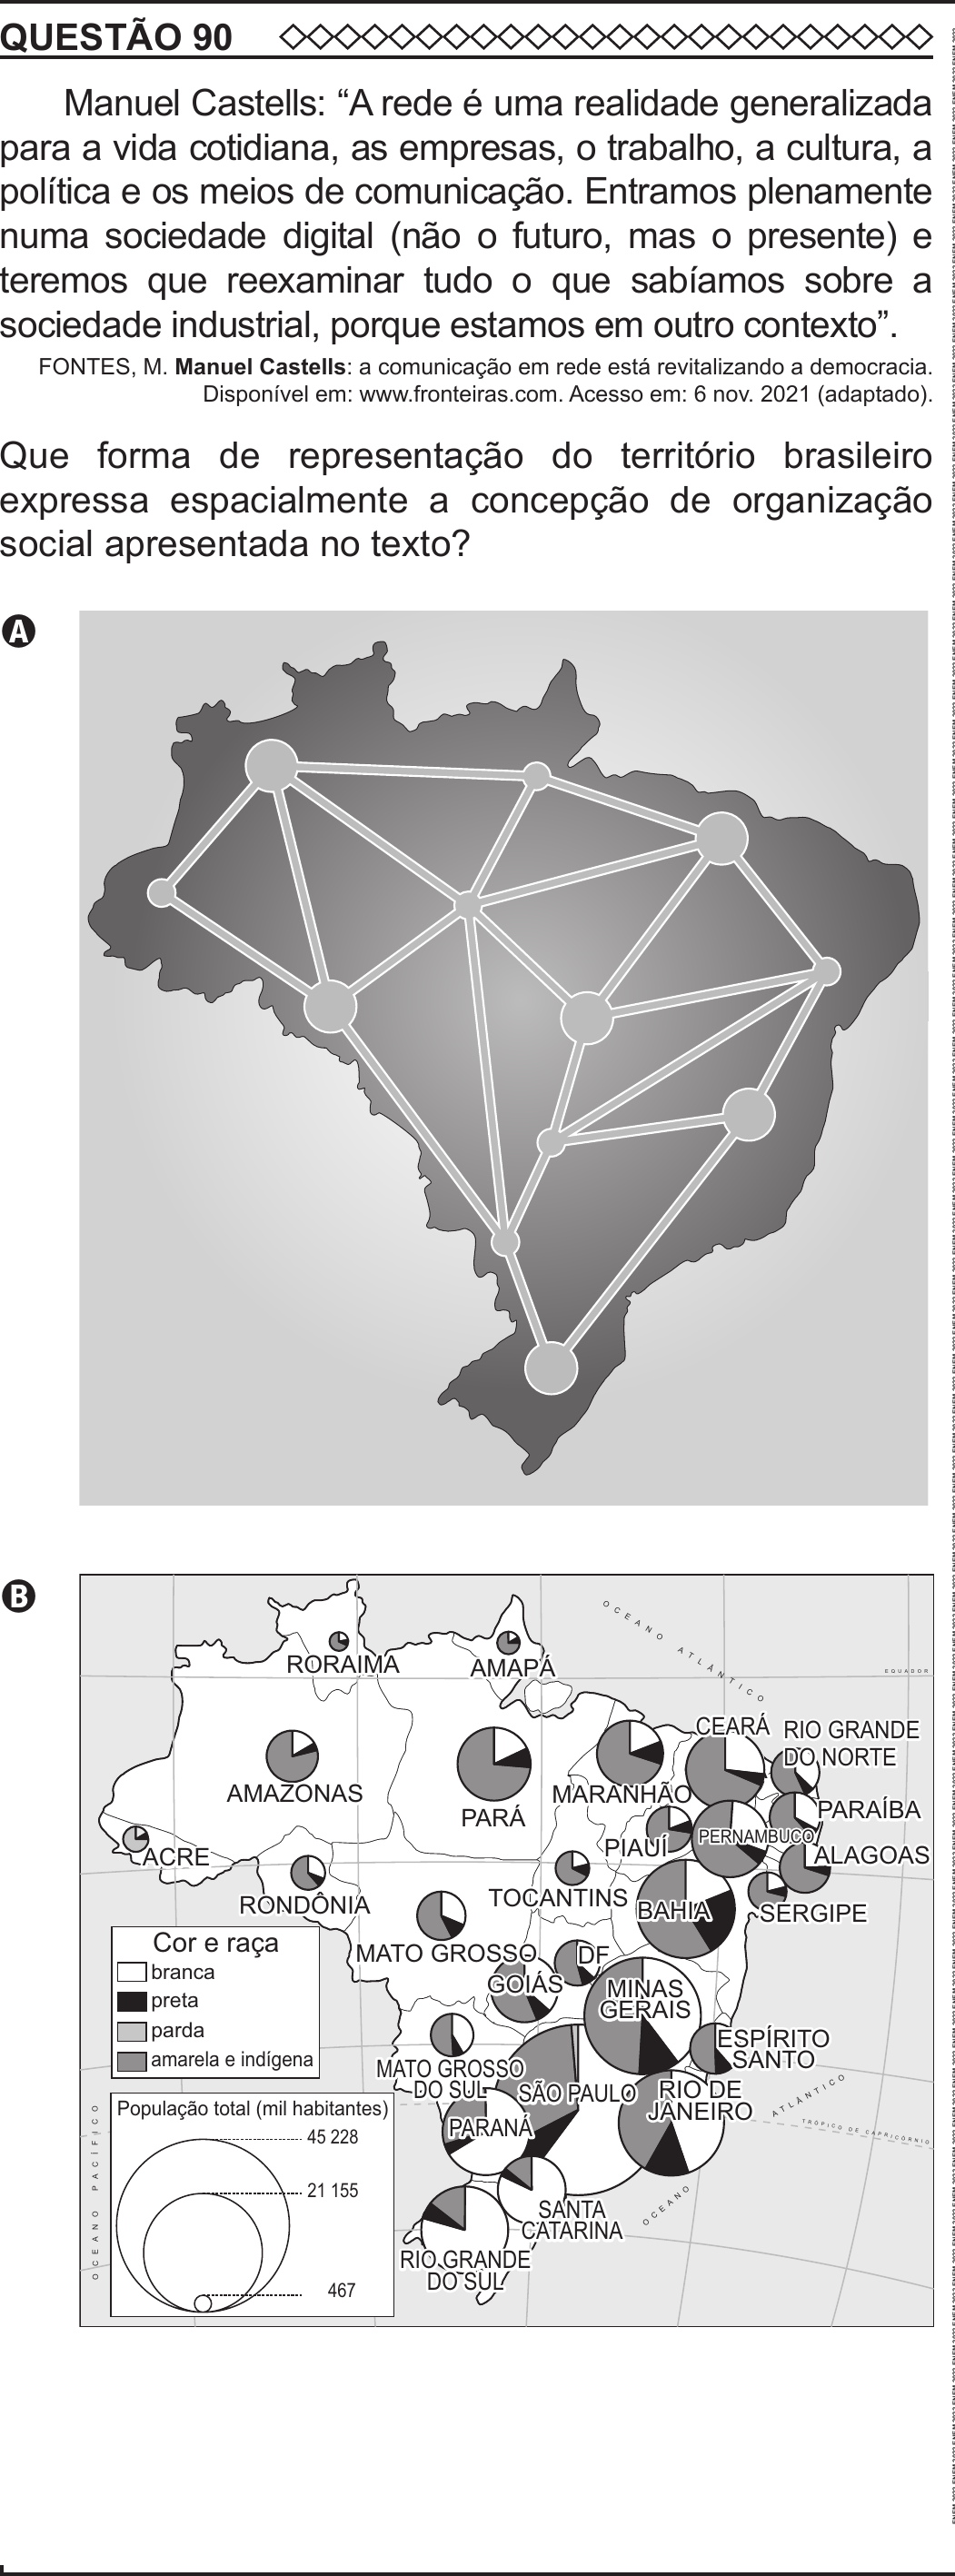 QUESTÃO 90
Manuel Castells: “A rede é uma realidade generalizada
para a vida cotidiana, as empresas, o trabalho, a cultura, a
política e os meios de comunicação. Entramos plenamente
numa sociedade digital (não o futuro, mas o presente) e
teremos que reexaminar tudo o que sabíamos sobre a
sociedade industrial, porque estamos em outro contexto”.
FONTES, M. Manuel Castells: a comunicação em rede está revitalizando a democracia.
Disponível em: www.fronteiras.com. Acesso em: 6 nov. 2021 (adaptado).
Que forma de representação do território brasileiro
expressa espacialmente a concepção de organização
social apresentada no texto?
A
B
OCEANO ATLÂNTICO
EQUADOR
RORAIMA
AMAPÁ
AMAZONAS
PARÁ
MARANHÃO
CEARÁ
RIO GRANDE
DO NORTE
PARAÍBA
PIAUÍ
PERNAMBUCO
ALAGOAS
ACRE
RONDÔNIA
TOCANTINS
BAHIA
SERGIPE
MATO GROSSO
GOIÁS
DF
MINAS
GERAIS
ESPÍRITO
SANTO
MATO GROSSO
DO SUL
SÃO PAULO
RIO DE
JANEIRO
PARANÁ
SANTA
CATARINA
RIO GRANDE
DO SUL
OCEANO
ATLÂNTICO
TRÓPICO DE CAPRICÓRNIO
OCEANO PACÍFICO
Cor e raça
branca
preta
parda
amarela e indígena
População total (mil habitantes)
45 228
21 155
467